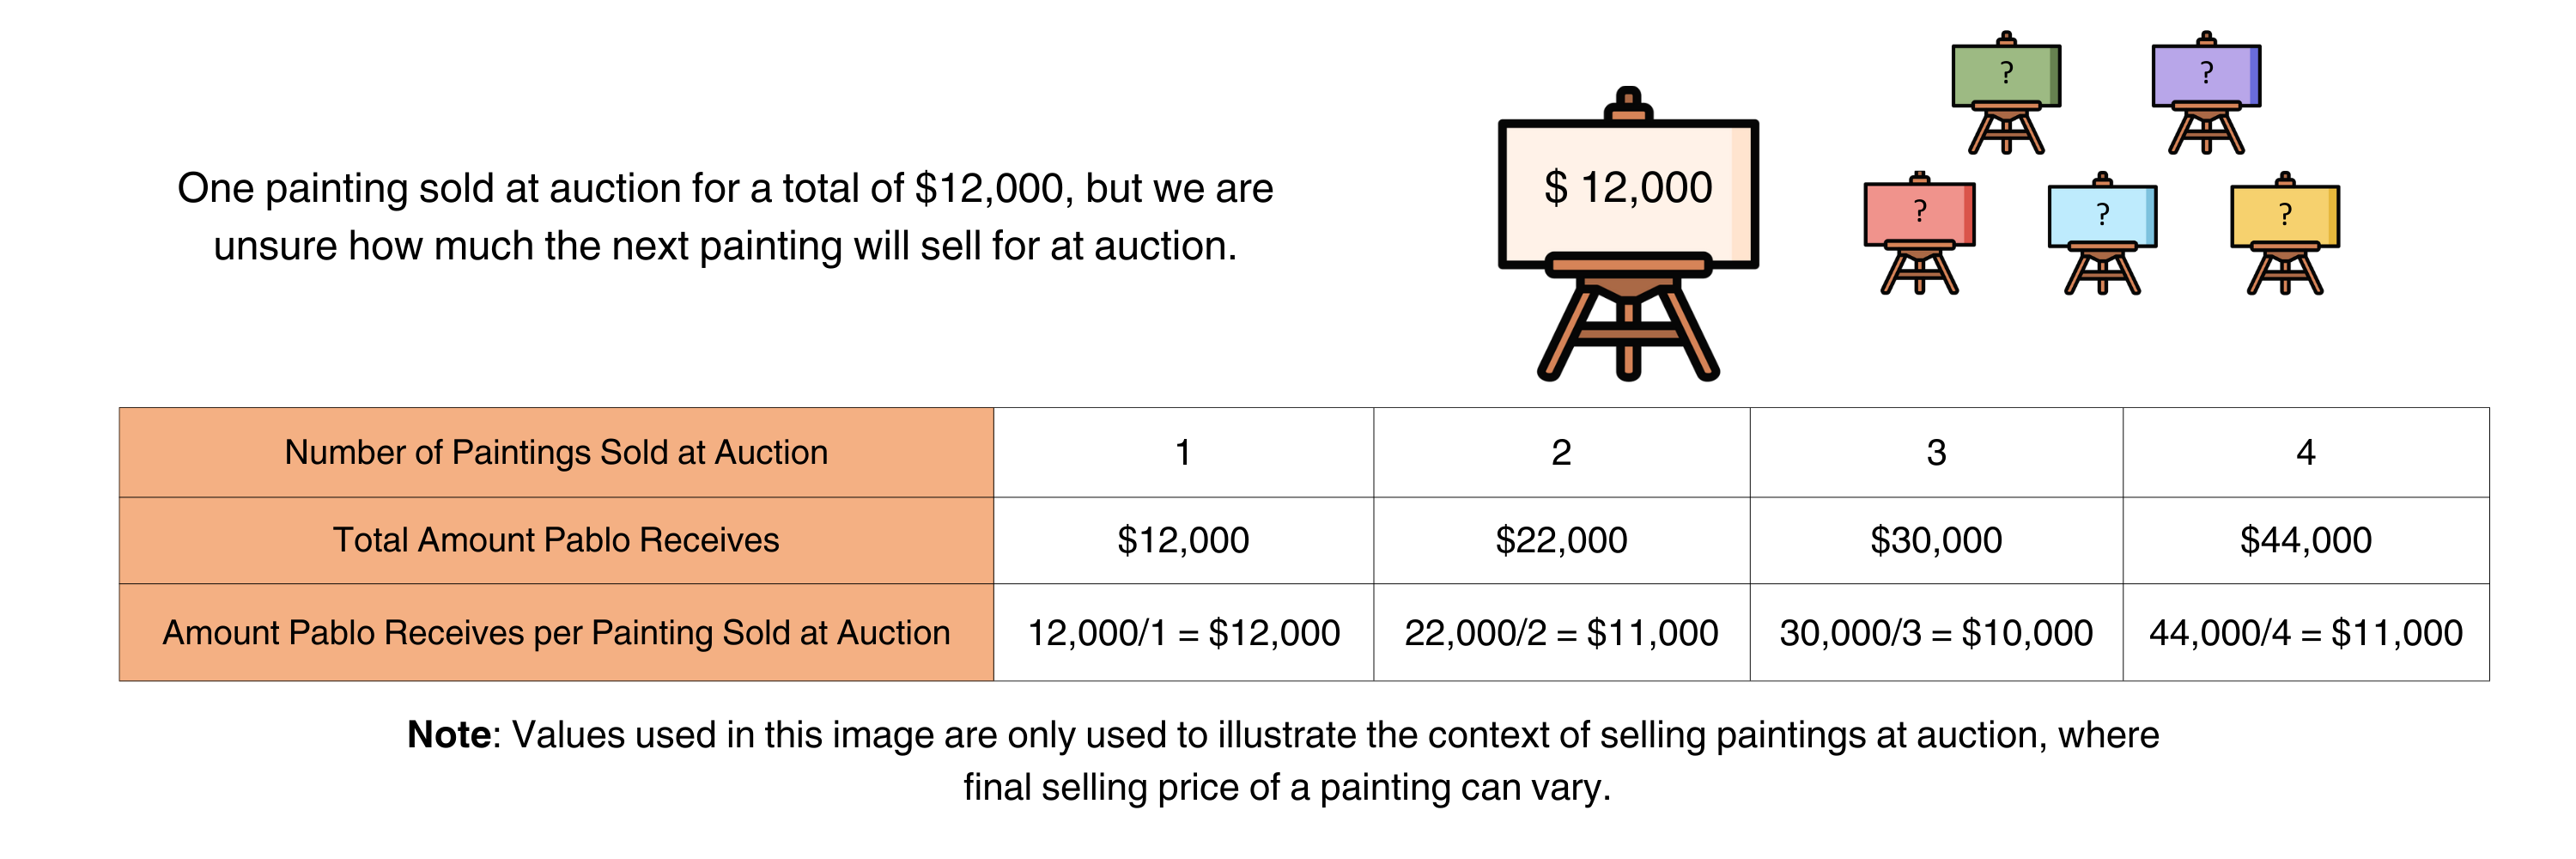 One painting sold at auction for a total of $12,000, but we are
unsure how much the next painting will sell for at auction.
$ 12,000
?
?
?
?
?
Number of Paintings Sold at Auction 1 2 3 4
Total Amount Pablo Receives $12,000 $22,000 $30,000 $44,000
Amount Pablo Receives per Painting Sold at Auction 12,000/1 = $12,000 22,000/2 = $11,000 30,000/3 = $10,000 44,000/4 = $11,000
Note: Values used in this image are only used to illustrate the context of selling paintings at auction, where
final selling price of a painting can vary.